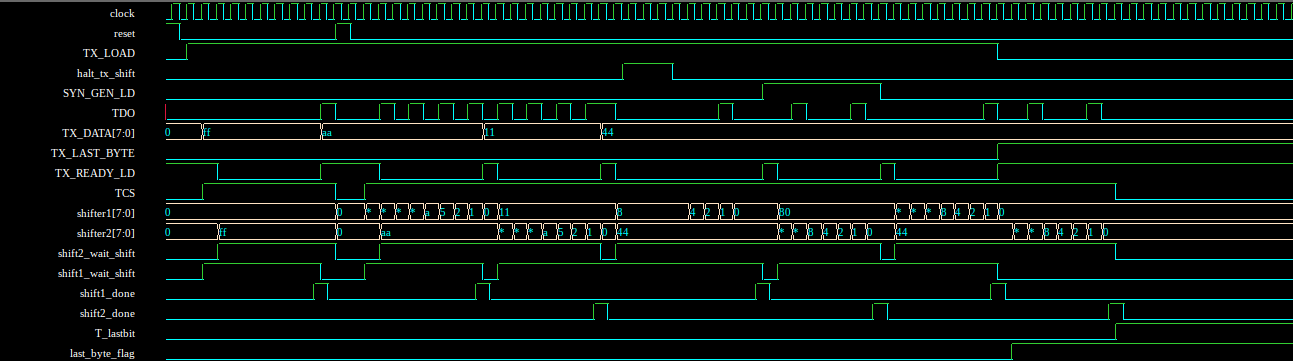 clock
reset
TX_LOAD
halt_tx_shift
SYN_GEN_LD
TDO
TX_DATA[7:0] 0 ff aa 11 44
TX_LAST_BYTE
TX_READY_LD
TCS
shifter1[7:0] 0 0 * * * * a 5 2 1 0 11 8 4 2 1 0 80 * * * 8 4 2 1 0
shifter2[7:0] 0 ff 0 aa * * * a 5 2 1 0 44 * * 8 4 2 1 0 44 * * 8 4 2 1 0
shift2_wait_shift
shift1_wait_shift
shift1_done
shift2_done
T_lastbit
last_byte_flag